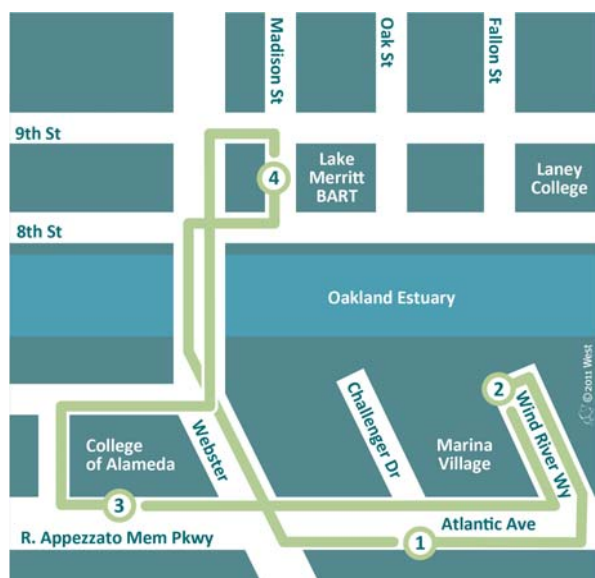 Madison St
Oak St
Fallon St
9th St
4
Lake
Merritt
BART
Laney
College
8th St
Oakland Estuary
© 2011 West
2
Wind River Wy
Challenger Dr
College
of Alameda
Webster
Marina
Village
3
Atlantic Ave
R. Appezzato Mem Pkwy
1